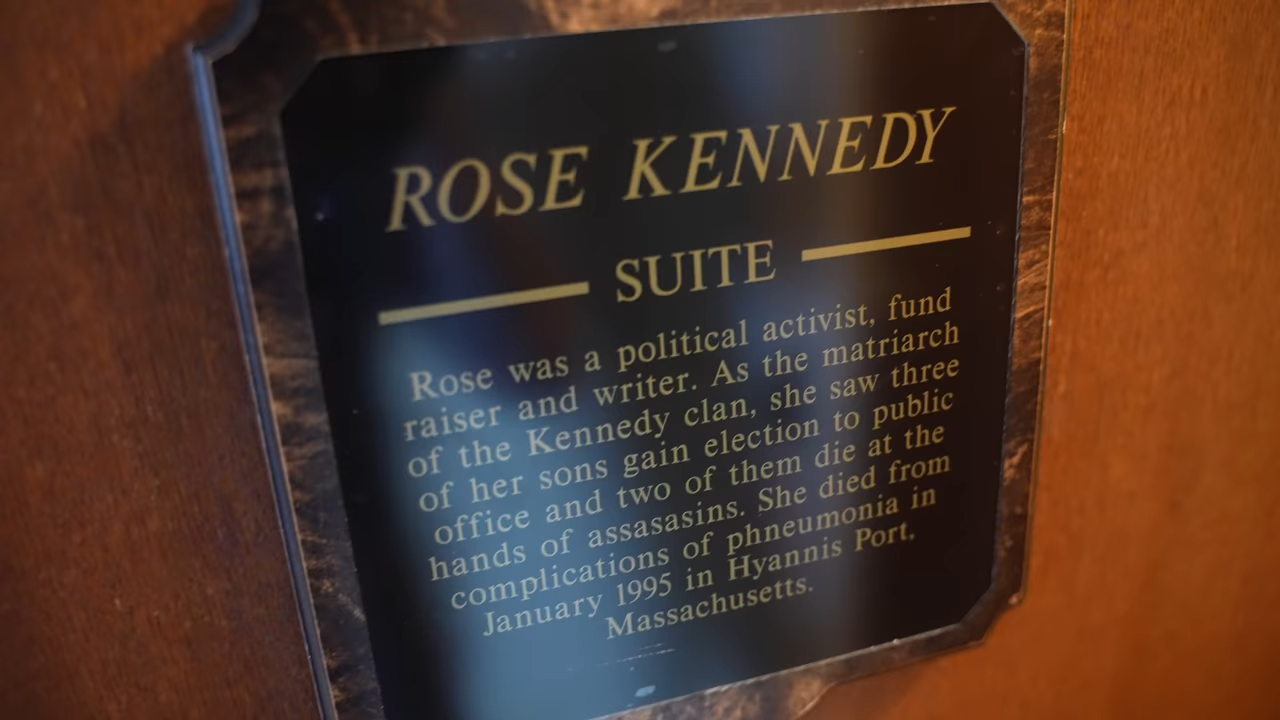 ROSE KENNEDY
SUITE
Rose was a political activist, fund
raiser and writer. As the matriarch
of the Kennedy clan, she saw three
of her sons gain election to public
office and two of them die at the
hands of assasasins. She died from
complications of phneumonia in
January 1995 in Hyannis Port,
Massachusetts.